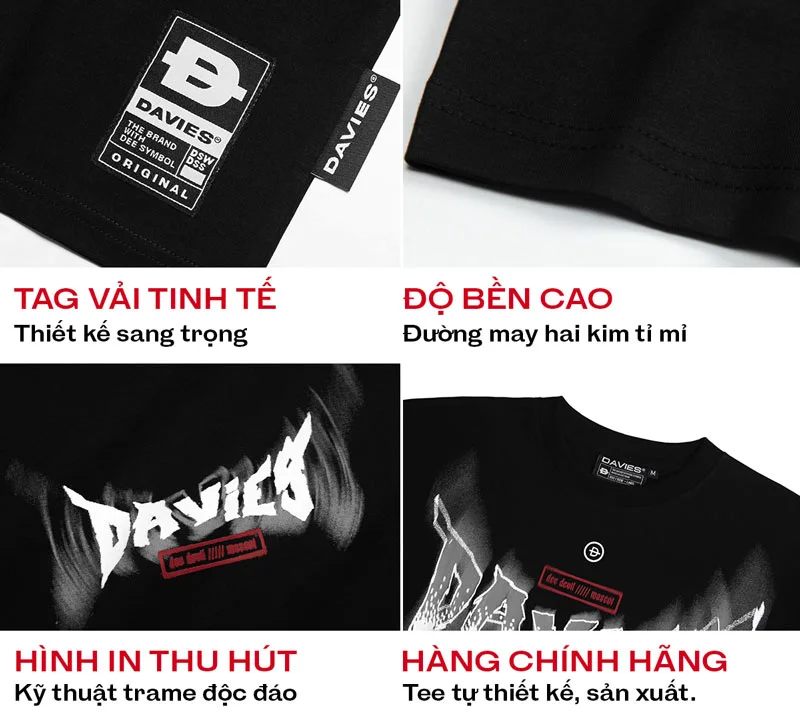 DAVIES®
THE BRAND
WITH
DEE SYMBOL
DSW
DSS
ORIGINAL
DAVIES®
TAG VẢI TINH TẾ
Thiết kế sang trọng
ĐỘ BỀN CAO
Đường may hai kim tỉ mỉ
DAVIES
dee devil ///// mascot
DAVIES® M
dee devil ///// mascot
HÌNH IN THU HÚT
Kỹ thuật trame độc đáo
HÀNG CHÍNH HÃNG
Tee tự thiết kế, sản xuất.